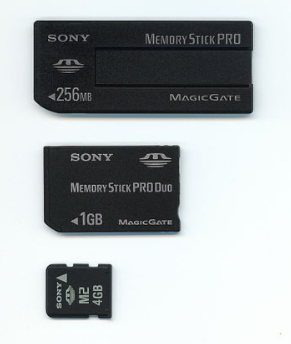 SONY MEMORY STICK PRO
◀256MB MAGICGATE
SONY
MEMORY STICK PRO DUO
◀1GB MAGICGATE
SONY
M2
4GB